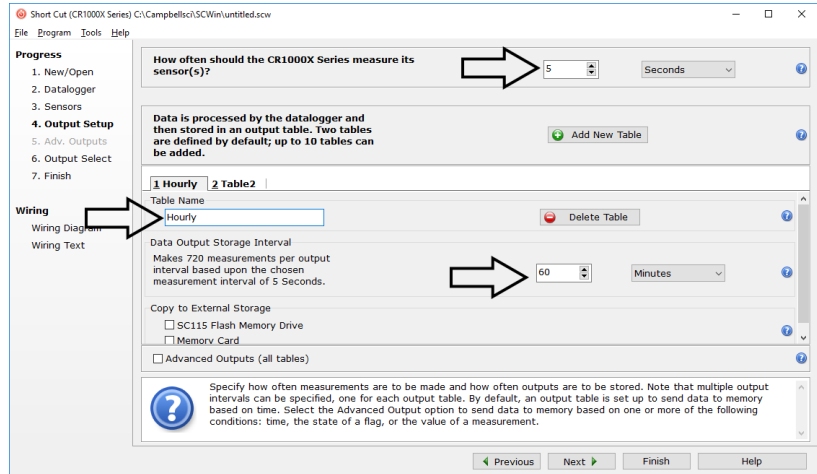 Short Cut (CR1000X Series) C:\Campbellsci\SCWin\untitled.scw
File Program Tools Help
Progress
1. New/Open
2. Datalogger
3. Sensors
4. Output Setup
5. Adv. Outputs
6. Output Select
7. Finish
Wiring
Wiring Diagram
Wiring Text
How often should the CR1000X Series measure its
sensor(s)?
5
Seconds
Data is processed by the datalogger and
then stored in an output table. Two tables
are defined by default; up to 10 tables can
be added.
Add New Table
1 Hourly 2 Table2
Table Name
Hourly
Delete Table
Data Output Storage Interval
Makes 720 measurements per output
interval based upon the chosen
measurement interval of 5 Seconds.
60
Minutes
Copy to External Storage
SC115 Flash Memory Drive
Memory Card
Advanced Outputs (all tables)
Specify how often measurements are to be made and how often outputs are to be stored. Note that multiple output
intervals can be specified, one for each output table. By default, an output table is set up to send data to memory
based on time. Select the Advanced Output option to send data to memory based on one or more of the following
conditions: time, the state of a flag, or the value of a measurement.
Previous Next Finish Help